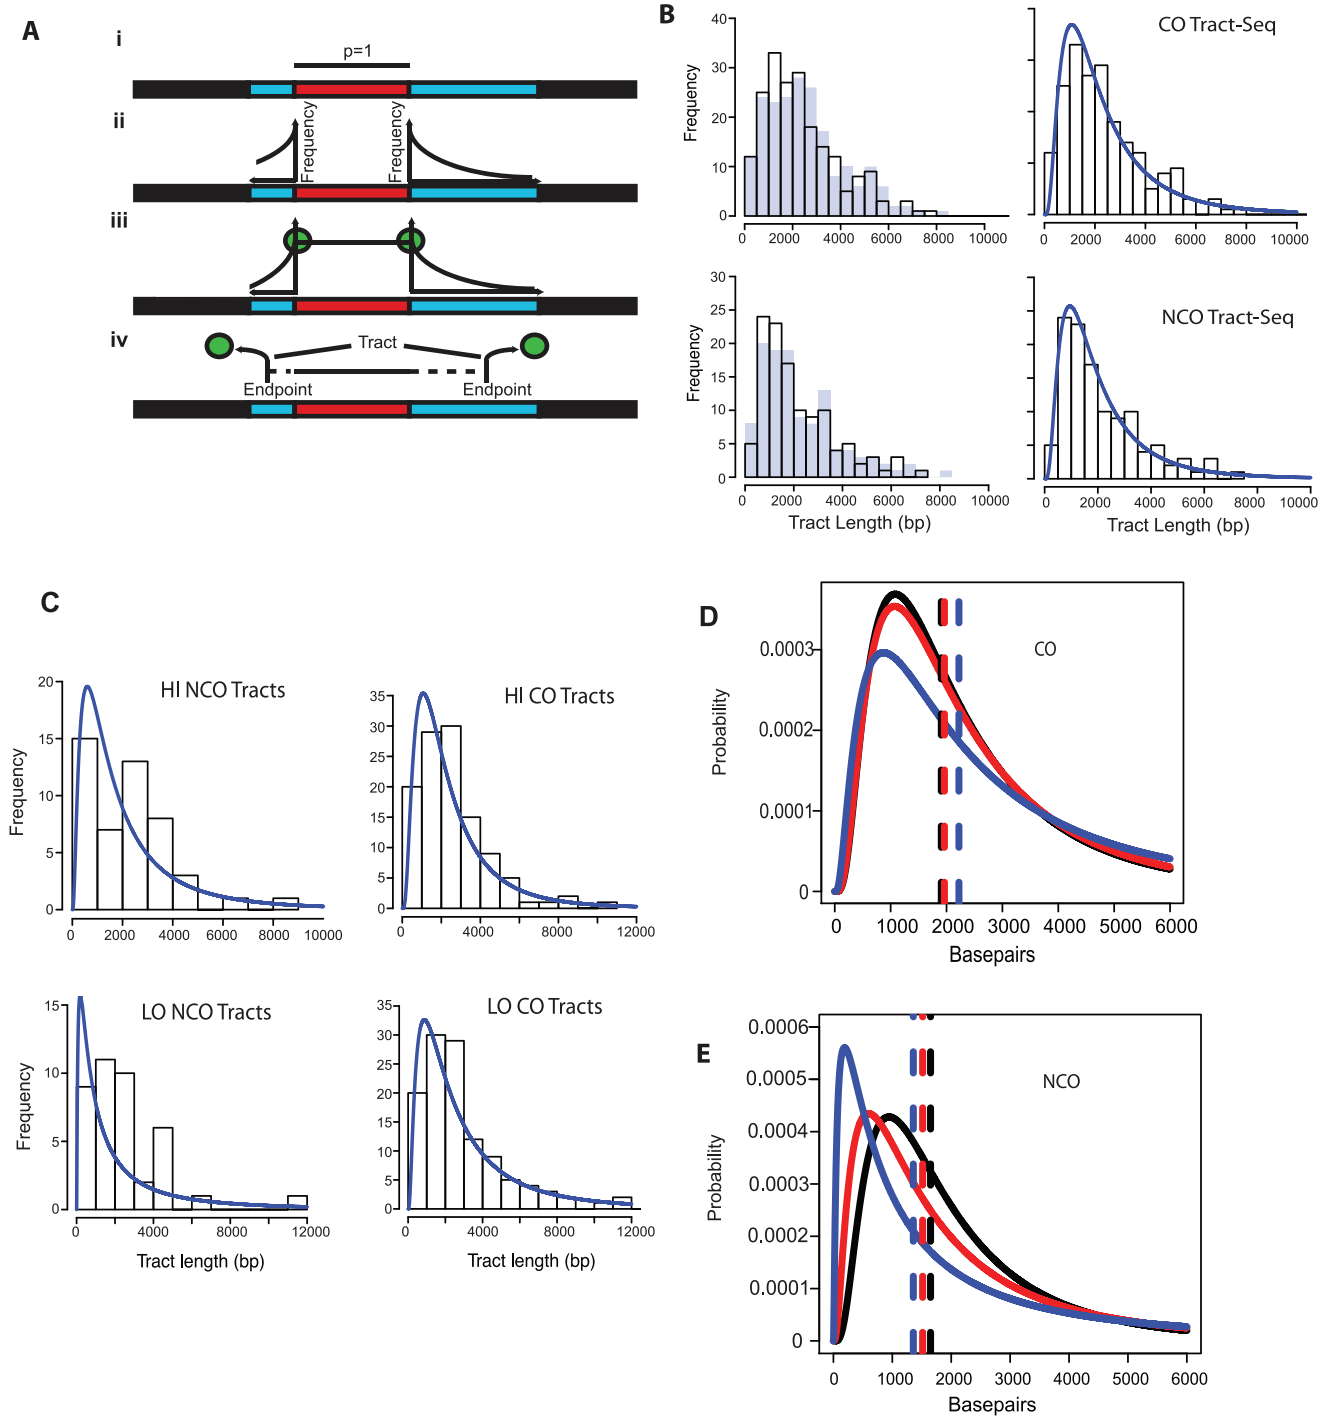 A
i
p=1
ii
Frequency
Frequency
iii
iv
Tract
Endpoint
Endpoint
B
40
30
20
10
0
Frequency
0 2000 4000 6000 8000 10000
CO Tract-Seq
0 2000 4000 6000 8000 10000
30
25
20
15
10
5
0
Frequency
0 2000 4000 6000 8000 10000
Tract Length (bp)
NCO Tract-Seq
0 2000 4000 6000 8000 10000
Tract Length (bp)
C
HI NCO Tracts
20
15
10
5
0
Frequency
0 2000 4000 6000 8000 10000
HI CO Tracts
35
30
25
20
15
10
5
0
0 4000 8000 12000
LO NCO Tracts
15
10
5
0
Frequency
0 4000 8000 12000
Tract length (bp)
LO CO Tracts
35
30
25
20
15
10
5
0
0 4000 8000 12000
Tract length (bp)
D
CO
0.0003
0.0002
0.0001
0
Probability
0 1000 2000 3000 4000 5000 6000
Basepairs
E
NCO
0.0006
0.0005
0.0004
0.0003
0.0002
0.0001
0
Probability
0 1000 2000 3000 4000 5000 6000
Basepairs